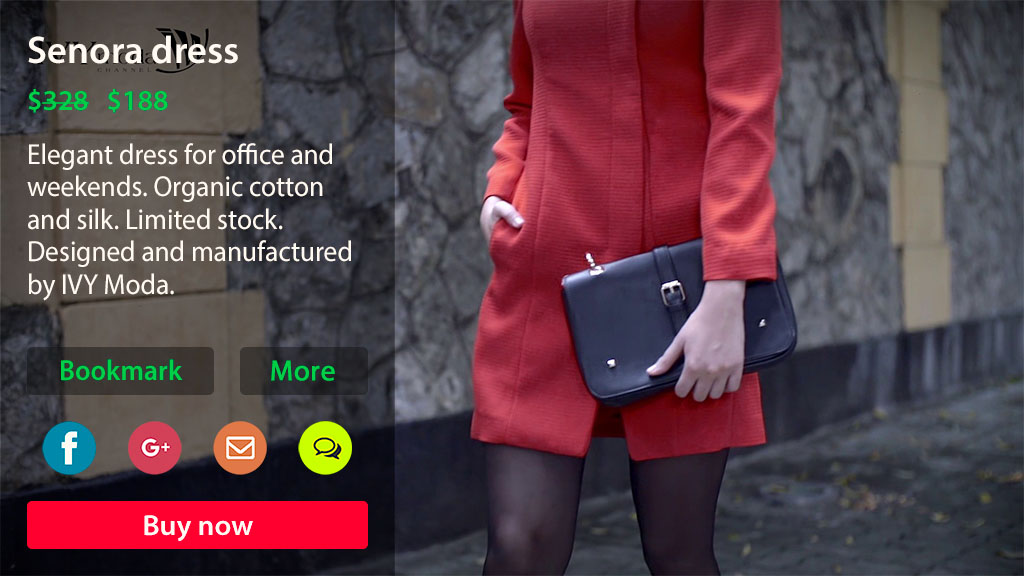 Senora dress
$328 $188
Elegant dress for office and
weekends. Organic cotton
and silk. Limited stock.
Designed and manufactured
by IVY Moda.
Bookmark More
f G+
Buy now